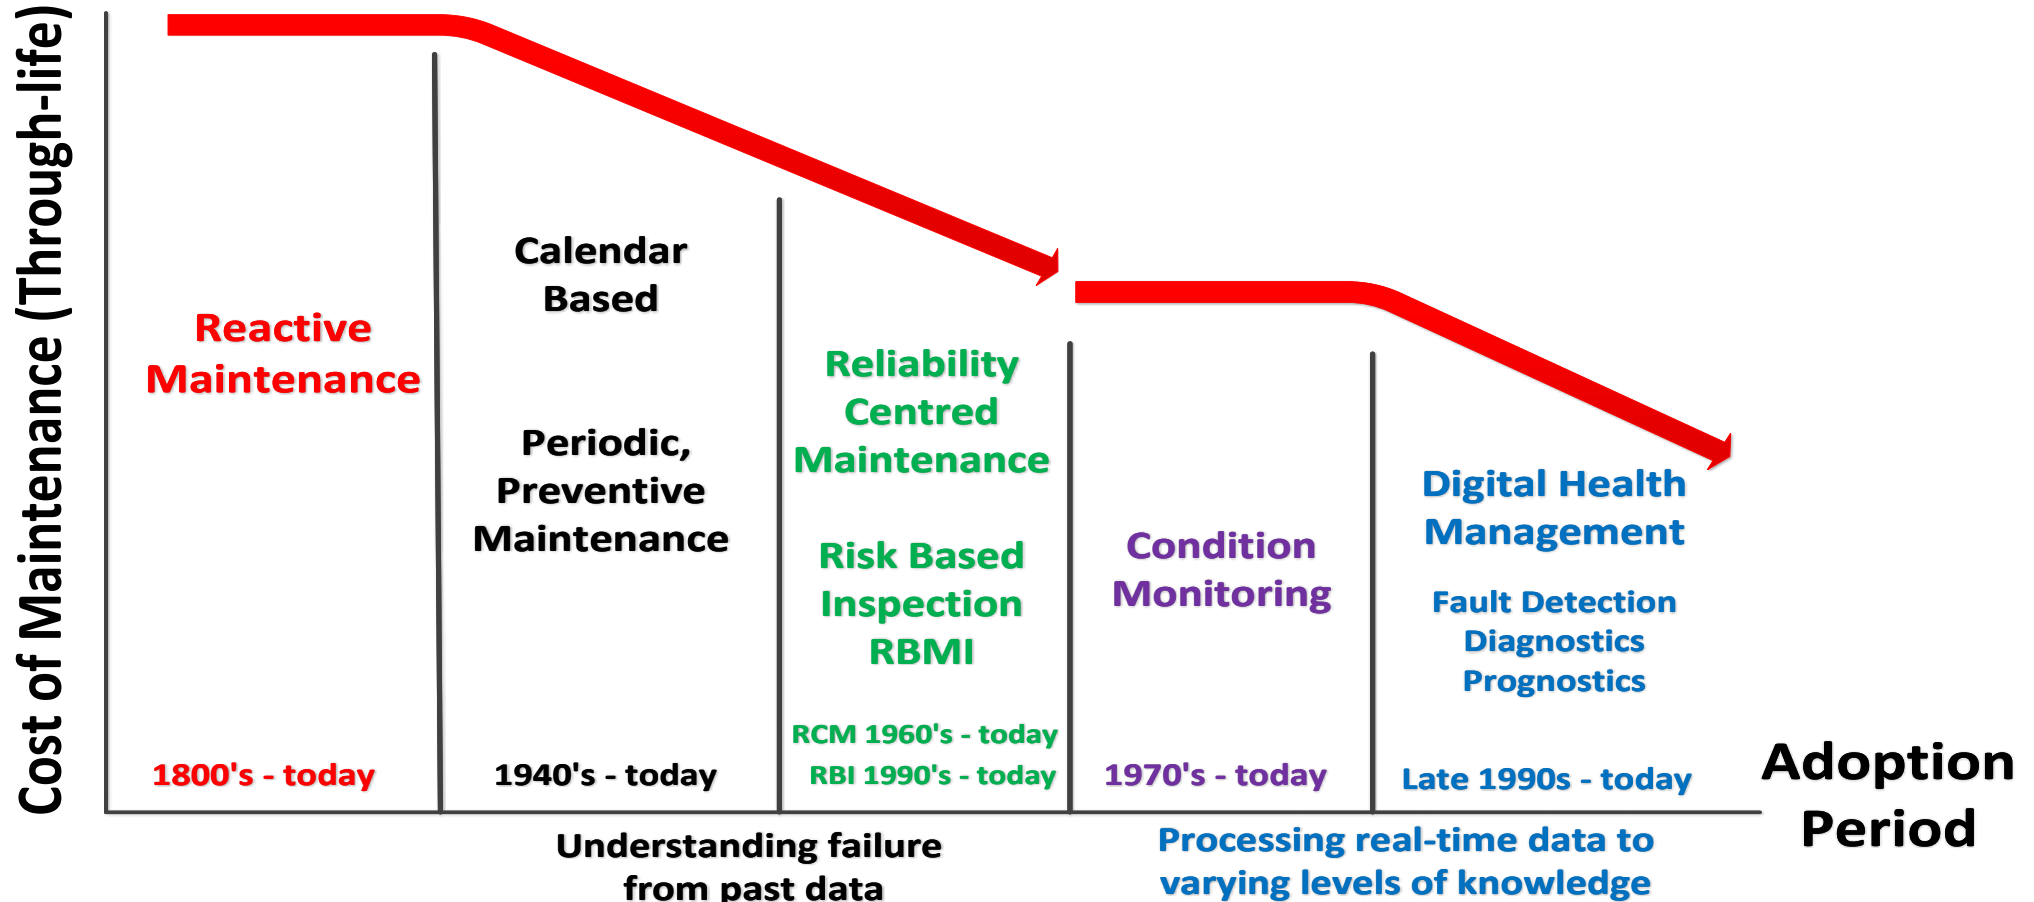 Cost of Maintenance (Through-life)
Reactive
Maintenance
1800's - today
Calendar
Based
Periodic,
Preventive
Maintenance
1940's - today
Reliability
Centred
Maintenance
Risk Based
Inspection
RBMI
RCM 1960's - today
RBI 1990's - today
Condition
Monitoring
1970's - today
Digital Health
Management
Fault Detection
Diagnostics
Prognostics
Late 1990s - today
Adoption
Period
Understanding failure
from past data
Processing real-time data to
varying levels of knowledge